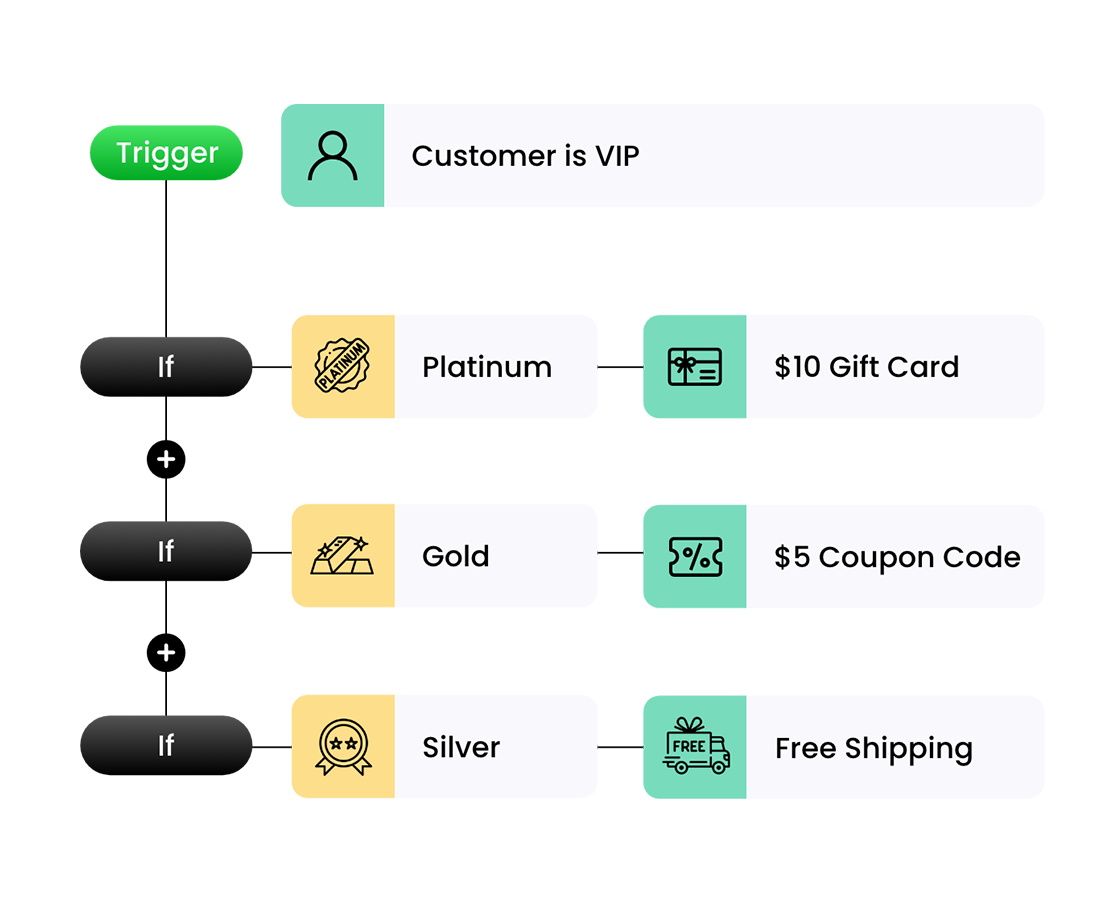 Trigger
Customer is VIP
If
PLATINUM
Platinum
$10 Gift Card
If
Gold
$5 Coupon Code
If
Silver
FREE
Free Shipping